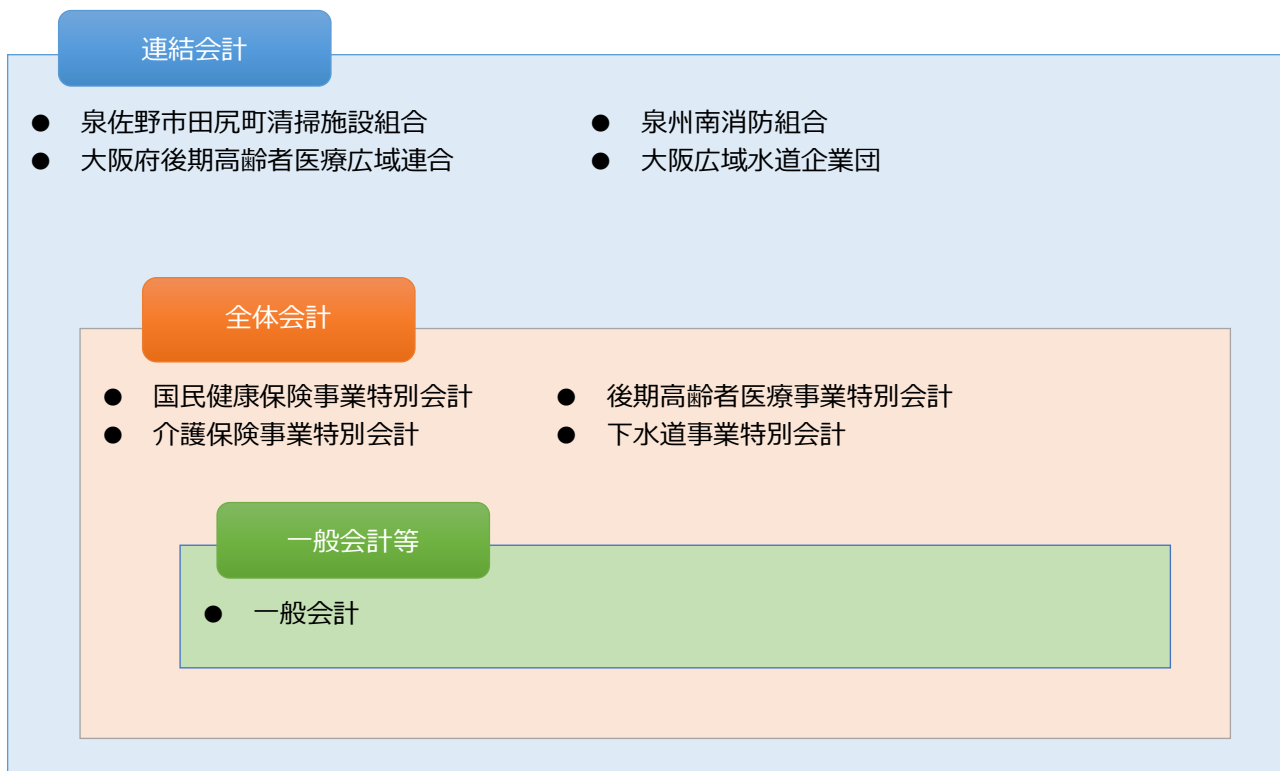 連結会計
● 泉佐野市田尻町清掃施設組合 ● 泉州南消防組合
● 大阪府後期高齢者医療広域連合 ● 大阪広域水道企業団
全体会計
● 国民健康保険事業特別会計 ● 後期高齢者医療事業特別会計
● 介護保険事業特別会計 ● 下水道事業特別会計
一般会計等
● 一般会計